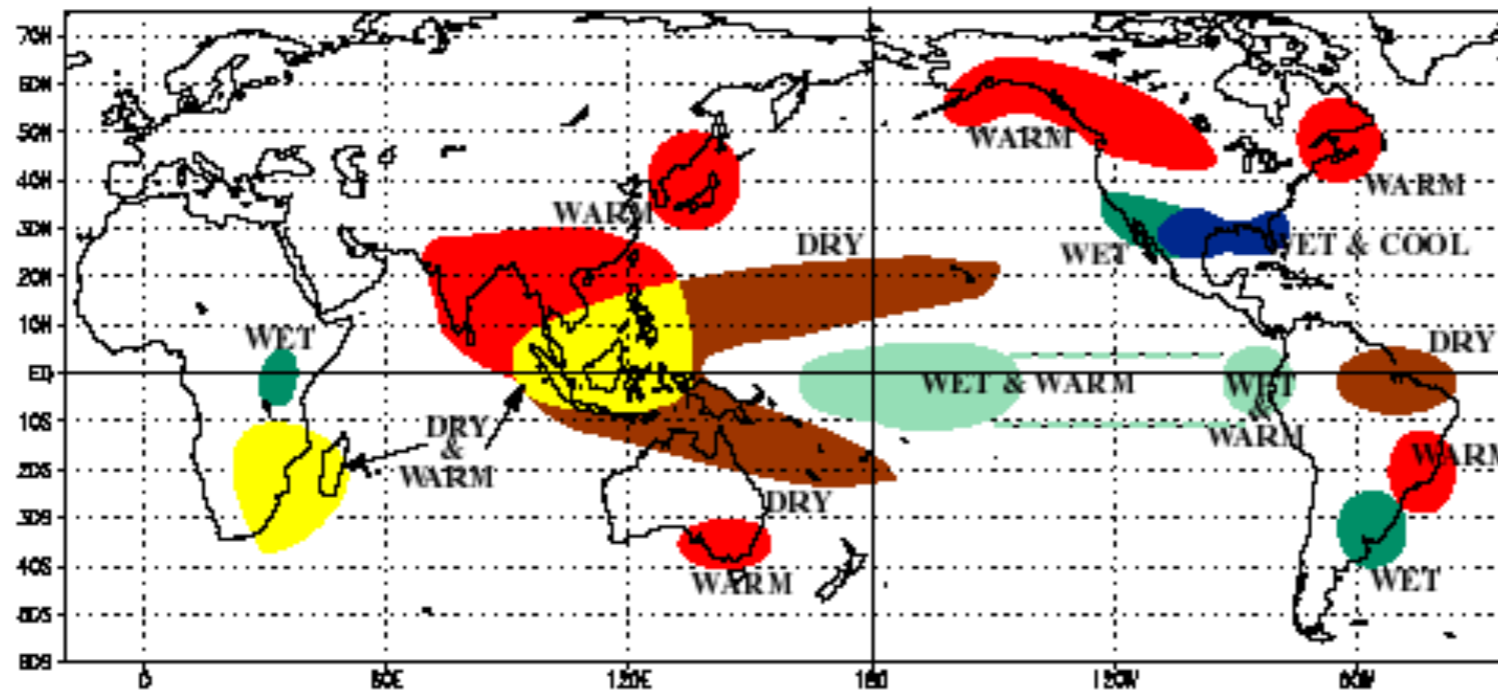 70N
60N
50N
40N
30N
20N
10N
EQ
10S
20S
30S
40S
50S
60S
WARM
WARM
WARM
DRY
WET
WET & COOL
WET
DRY
WET & WARM
WET
&
WARM
DRY
&
WARM
WARM
DRY
WARM
WET
0
60E
120E
180
120W
60W